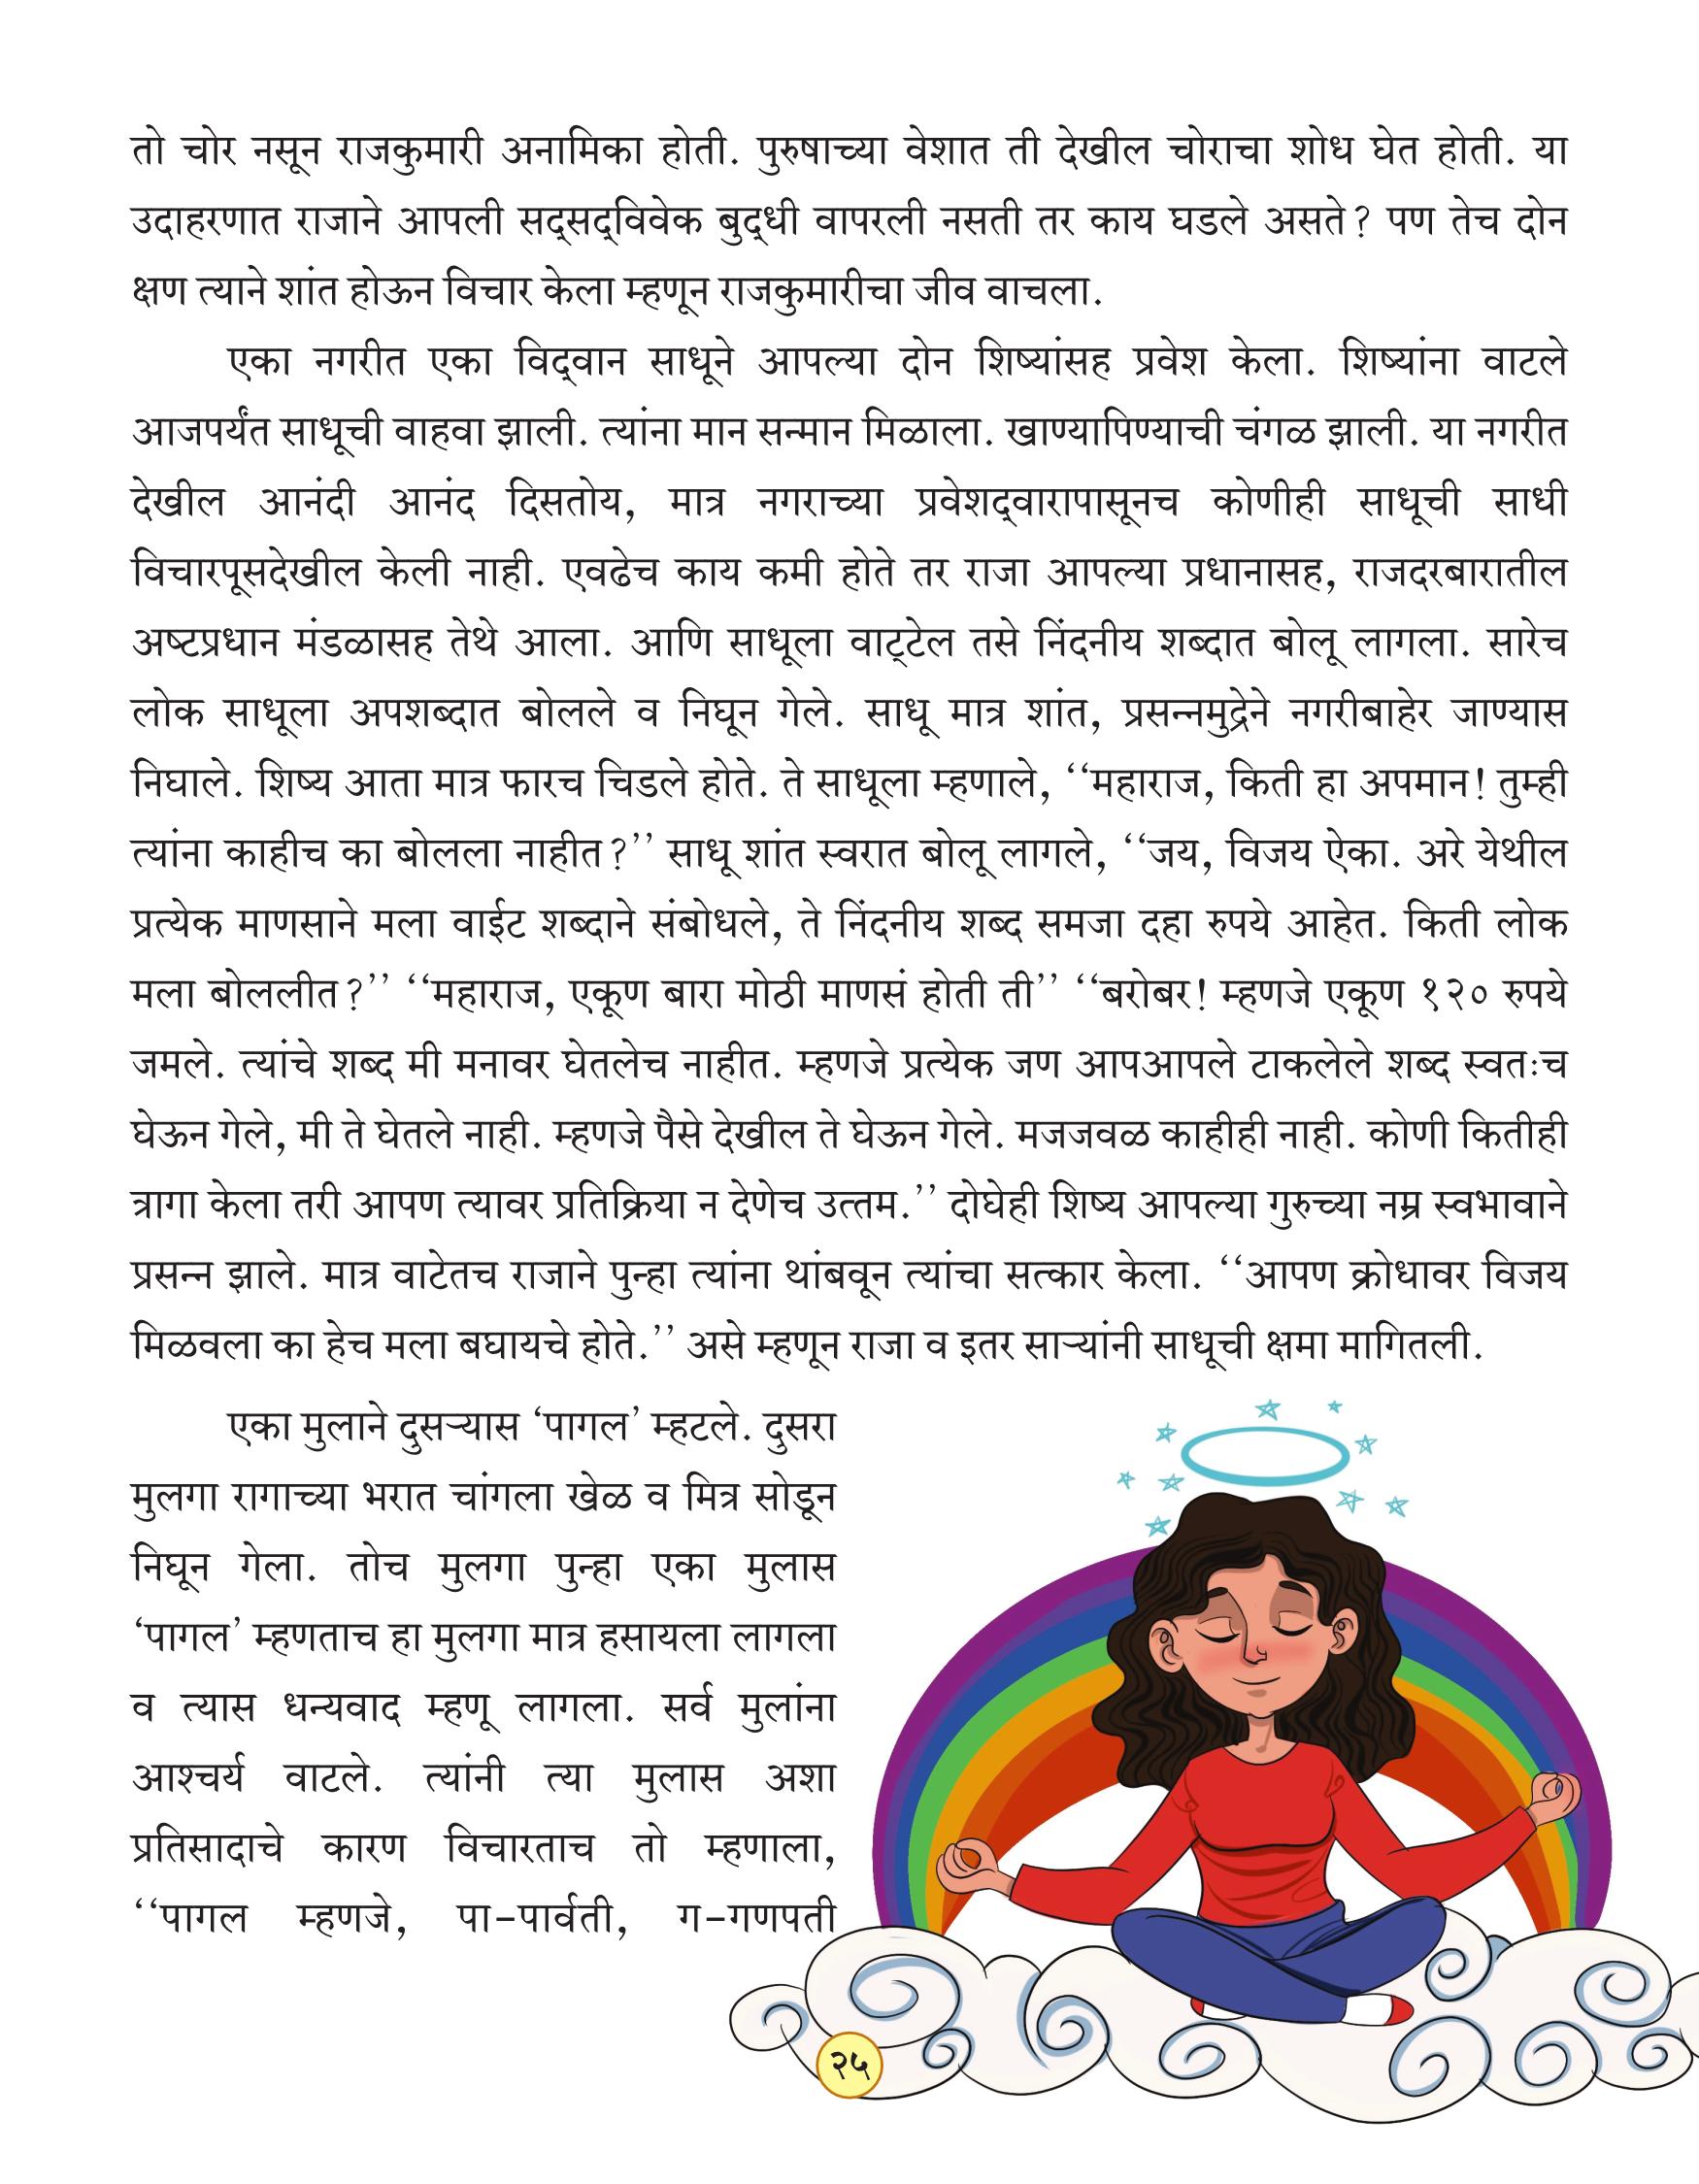 तो चोर नसून राजकुमारी अनामिका होती. पुरुषाच्या वेशात ती देखील चोराचा शोध घेत होती. या
उदाहरणात राजाने आपली सद्सद्विवेक बुद्धी वापरली नसती तर काय घडले असते? पण तेच दोन
क्षण त्याने शांत होऊन विचार केला म्हणून राजकुमारीचा जीव वाचला.
एका नगरीत एका विद्वान साधूने आपल्या दोन शिष्यांसह प्रवेश केला. शिष्यांना वाटले
आजपर्यंत साधूची वाहवा झाली. त्यांना मान सन्मान मिळाला. खाण्यापिण्याची चंगळ झाली. या नगरीत
देखील आनंदी आनंद दिसतोय, मात्र नगराच्या प्रवेशद्वारापासूनच कोणीही साधूची साधी
विचारपूसदेखील केली नाही. एवढेच काय कमी होते तर राजा आपल्या प्रधानासह, राजदरबारातील
अष्टप्रधान मंडळासह तेथे आला. आणि साधूला वाट्टेल तसे निंदनीय शब्दात बोलू लागला. सारेच
लोक साधूला अपशब्दात बोलले व निघून गेले. साधू मात्र शांत, प्रसन्नमुद्रेने नगरीबाहेर जाण्यास
निघाले. शिष्य आता मात्र फारच चिडले होते. ते साधूला म्हणाले, ‘‘महाराज, किती हा अपमान! तुम्ही
त्यांना काहीच का बोलला नाहीत?’’ साधू शांत स्वरात बोलू लागले, ‘‘जय, विजय ऐका. अरे येथील
प्रत्येक माणसाने मला वाईट शब्दाने संबोधले, ते निंदनीय शब्द समजा दहा रुपये आहेत. किती लोक
मला बोललीत?’’ ‘‘महाराज, एकूण बारा मोठी माणसं होती ती’’ ‘‘बरोबर! म्हणजे एकूण १२० रुपये
जमले. त्यांचे शब्द मी मनावर घेतलेच नाहीत. म्हणजे प्रत्येक जण आपआपले टाकलेले शब्द स्वतःच
घेऊन गेले, मी ते घेतले नाही. म्हणजे पैसे देखील ते घेऊन गेले. मजजवळ काहीही नाही. कोणी कितीही
त्रागा केला तरी आपण त्यावर प्रतिक्रिया न देणेच उत्तम.’’ दोघेही शिष्य आपल्या गुरुच्या नम्र स्वभावाने
प्रसन्न झाले. मात्र वाटेतच राजाने पुन्हा त्यांना थांबवून त्यांचा सत्कार केला. ‘‘आपण क्रोधावर विजय
मिळवला का हेच मला बघायचे होते.’’ असे म्हणून राजा व इतर साऱ्यांनी साधूची क्षमा मागितली.
एका मुलाने दुसऱ्यास ‘पागल’ म्हटले. दुसरा
मुलगा रागाच्या भरात चांगला खेळ व मित्र सोडून
निघून गेला. तोच मुलगा पुन्हा एका मुलास
‘पागल’ म्हणताच हा मुलगा मात्र हसायला लागला
व त्यास धन्यवाद म्हणू लागला. सर्व मुलांना
आश्चर्य वाटले. त्यांनी त्या मुलास अशा
प्रतिसादाचे कारण विचारताच तो म्हणाला,
‘‘पागल म्हणजे, पा-पार्वती, ग-गणपती
२५